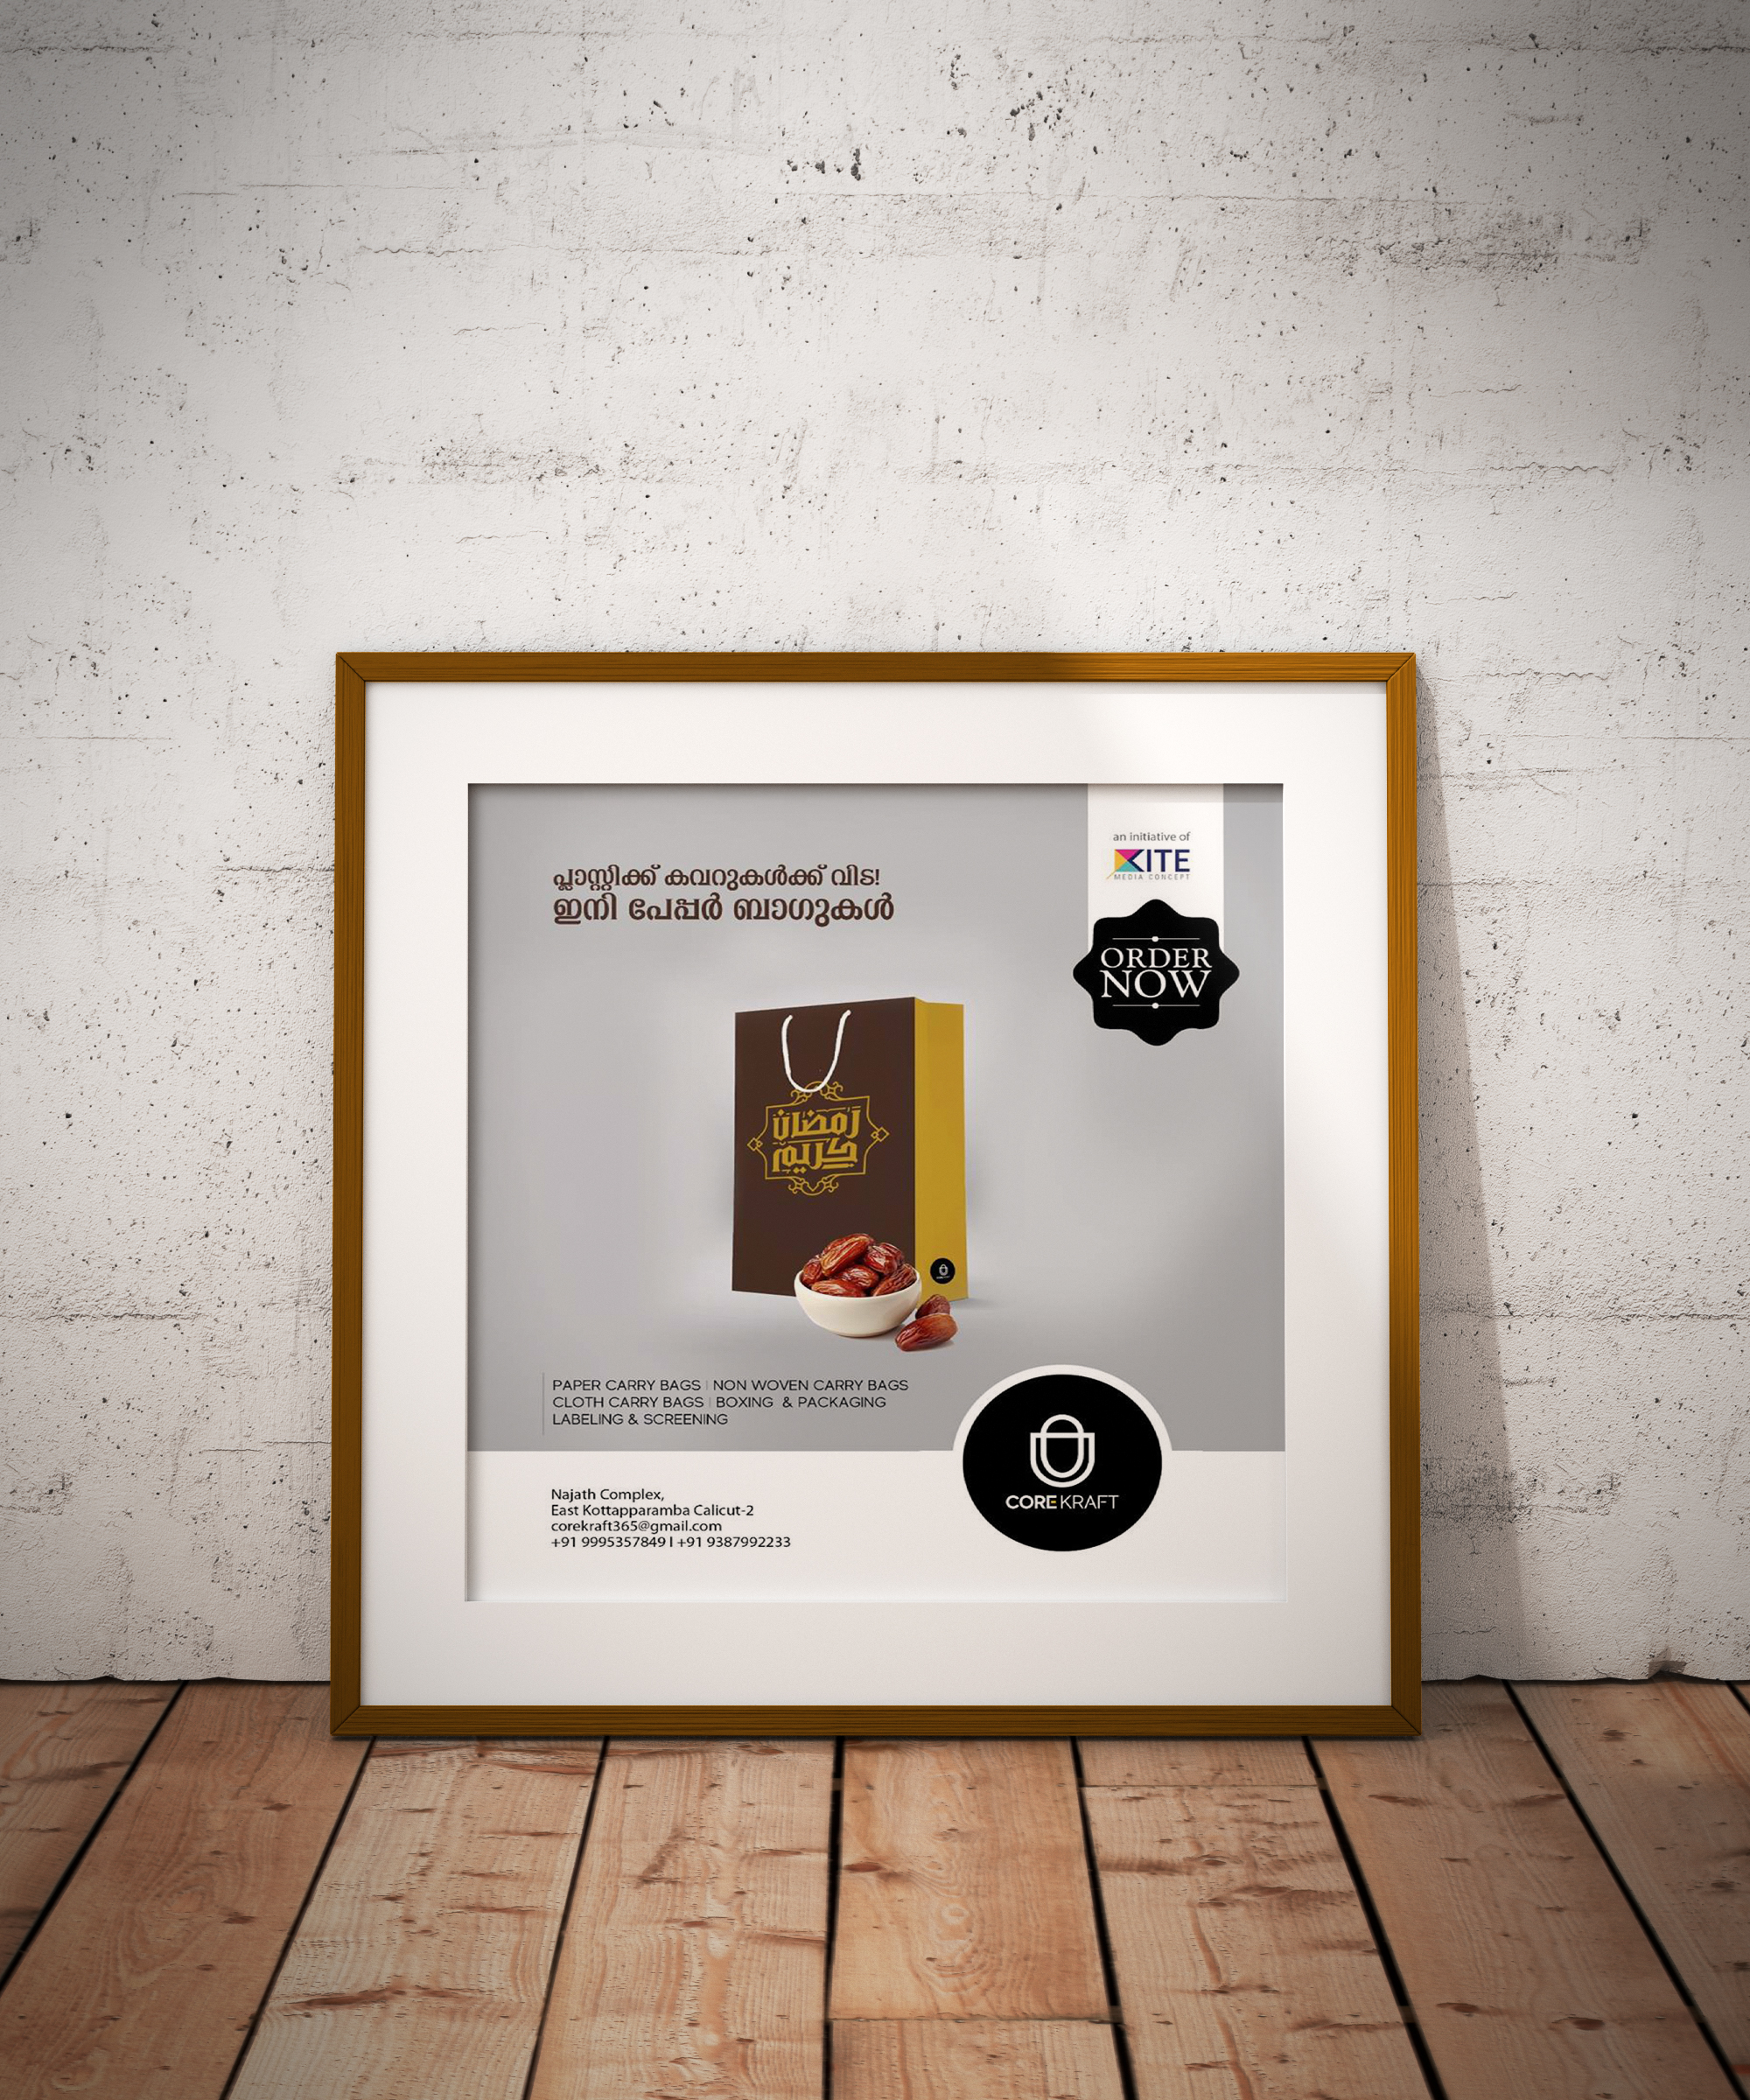 an initiative of
KITE
MEDIA CONCEPT
പ്ലാസ്റ്റിക്ക് കവറുകൾക്ക് വിട!
ഇനി പേപ്പർ ബാഗുകൾ
ORDER
NOW
رمضان
كريم
PAPER CARRY BAGS | NON WOVEN CARRY BAGS
CLOTH CARRY BAGS | BOXING & PACKAGING
LABELING & SCREENING
Najath Complex,
East Kottapparamba Calicut-2
corekraft365@gmail.com
+91 9995357849 I +91 9387992233
COREKRAFT